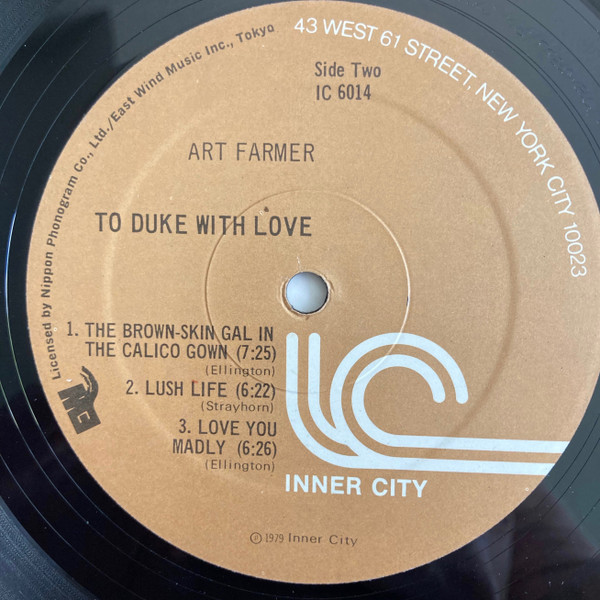 43 WEST 61 STREET, NEW YORK CITY 10023
Licensed by Nippon Phonogram Co., Ltd./East Wind Music Inc., Tokyo
Side Two
IC 6014
ART FARMER
TO DUKE WITH LOVE
1. THE BROWN-SKIN GAL IN
THE CALICO GOWN (7:25)
(Ellington)
2. LUSH LIFE (6:22)
(Strayhorn)
3. LOVE YOU
MADLY (6:26)
(Ellington)
INNER CITY
℗ 1979 Inner City